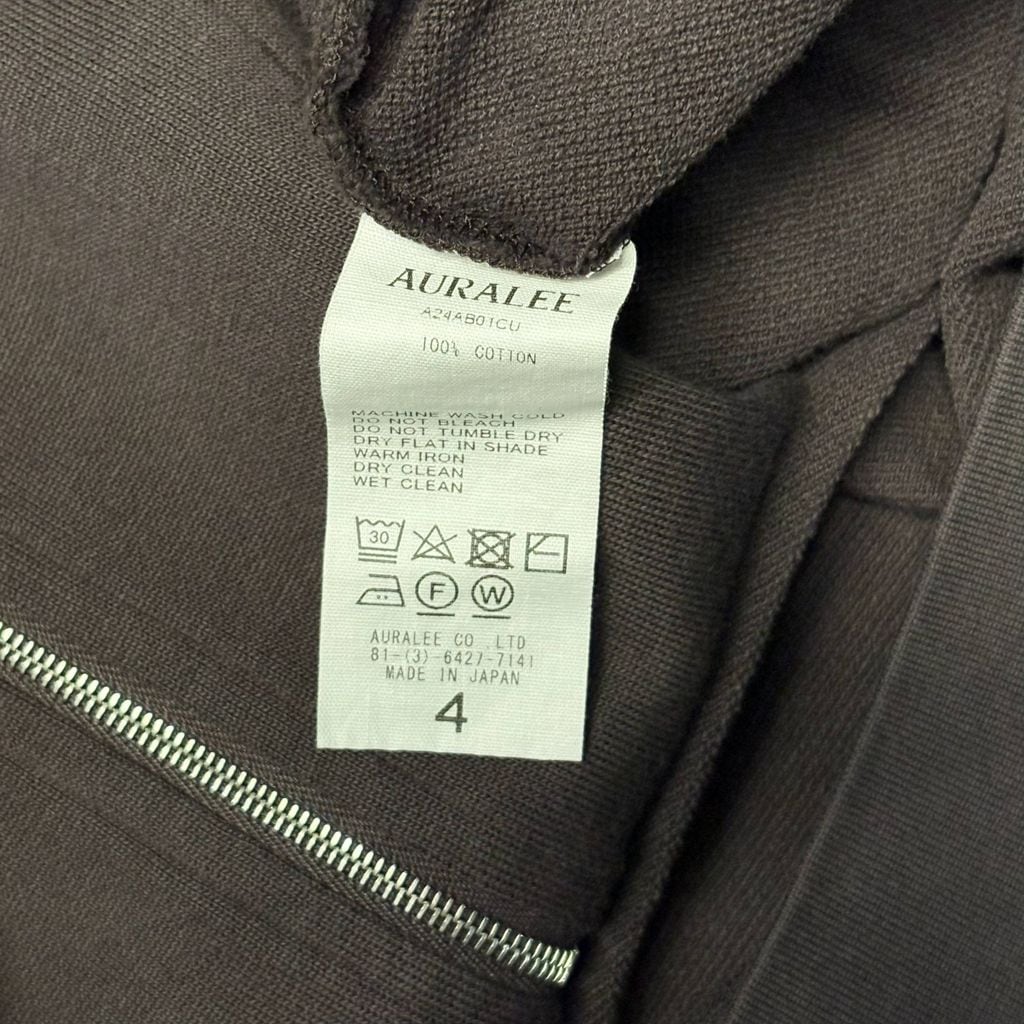 AURALEE
A24AB01CU
100% COTTON
MACHINE WASH COLD
DO NOT BLEACH
DO NOT TUMBLE DRY
DRY FLAT IN SHADE
WARM IRON
DRY CLEAN
WET CLEAN
30
F W
AURALEE CO .LTD
81-(3)-6427-7141
MADE IN JAPAN
4